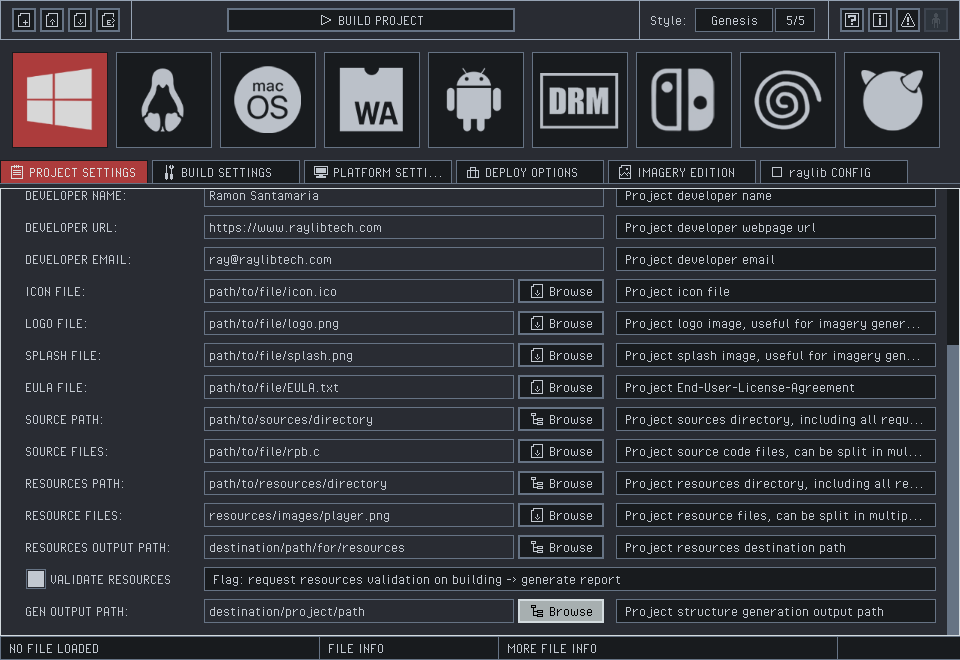 BUILD PROJECT
Style: Genesis 5/5
mac OS WA DRM
PROJECT SETTINGS BUILD SETTINGS PLATFORM SETTI... DEPLOY OPTIONS IMAGERY EDITION raylib CONFIG
DEVELOPER NAME: Ramon Santamaria Project developer name
DEVELOPER URL: https://www.raylibtech.com Project developer webpage url
DEVELOPER EMAIL: ray@raylibtech.com Project developer email
ICON FILE: path/to/file/icon.ico Browse Project icon file
LOGO FILE: path/to/file/logo.png Browse Project logo image, useful for imagery gener...
SPLASH FILE: path/to/file/splash.png Browse Project splash image, useful for imagery gen...
EULA FILE: path/to/file/EULA.txt Browse Project End-User-License-Agreement
SOURCE PATH: path/to/sources/directory Browse Project sources directory, including all requ...
SOURCE FILES: path/to/file/rpb.c Browse Project source code files, can be split in mul...
RESOURCES PATH: path/to/resources/directory Browse Project resources directory, including all re...
RESOURCE FILES: resources/images/player.png Browse Project resource files, can be split in multip...
RESOURCES OUTPUT PATH: destination/path/for/resources Browse Project resources destination path
VALIDATE RESOURCES Flag: request resources validation on building -> generate report
GEN OUTPUT PATH: destination/project/path Browse Project structure generation output path
NO FILE LOADED FILE INFO MORE FILE INFO